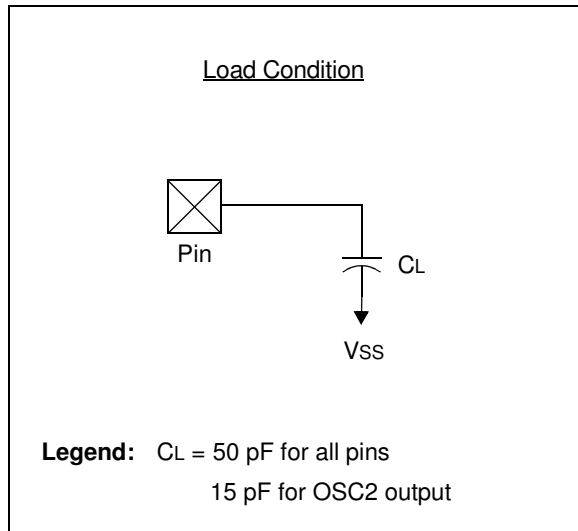 Load Condition
Pin
CL
VSS
Legend: CL = 50 pF for all pins
15 pF for OSC2 output